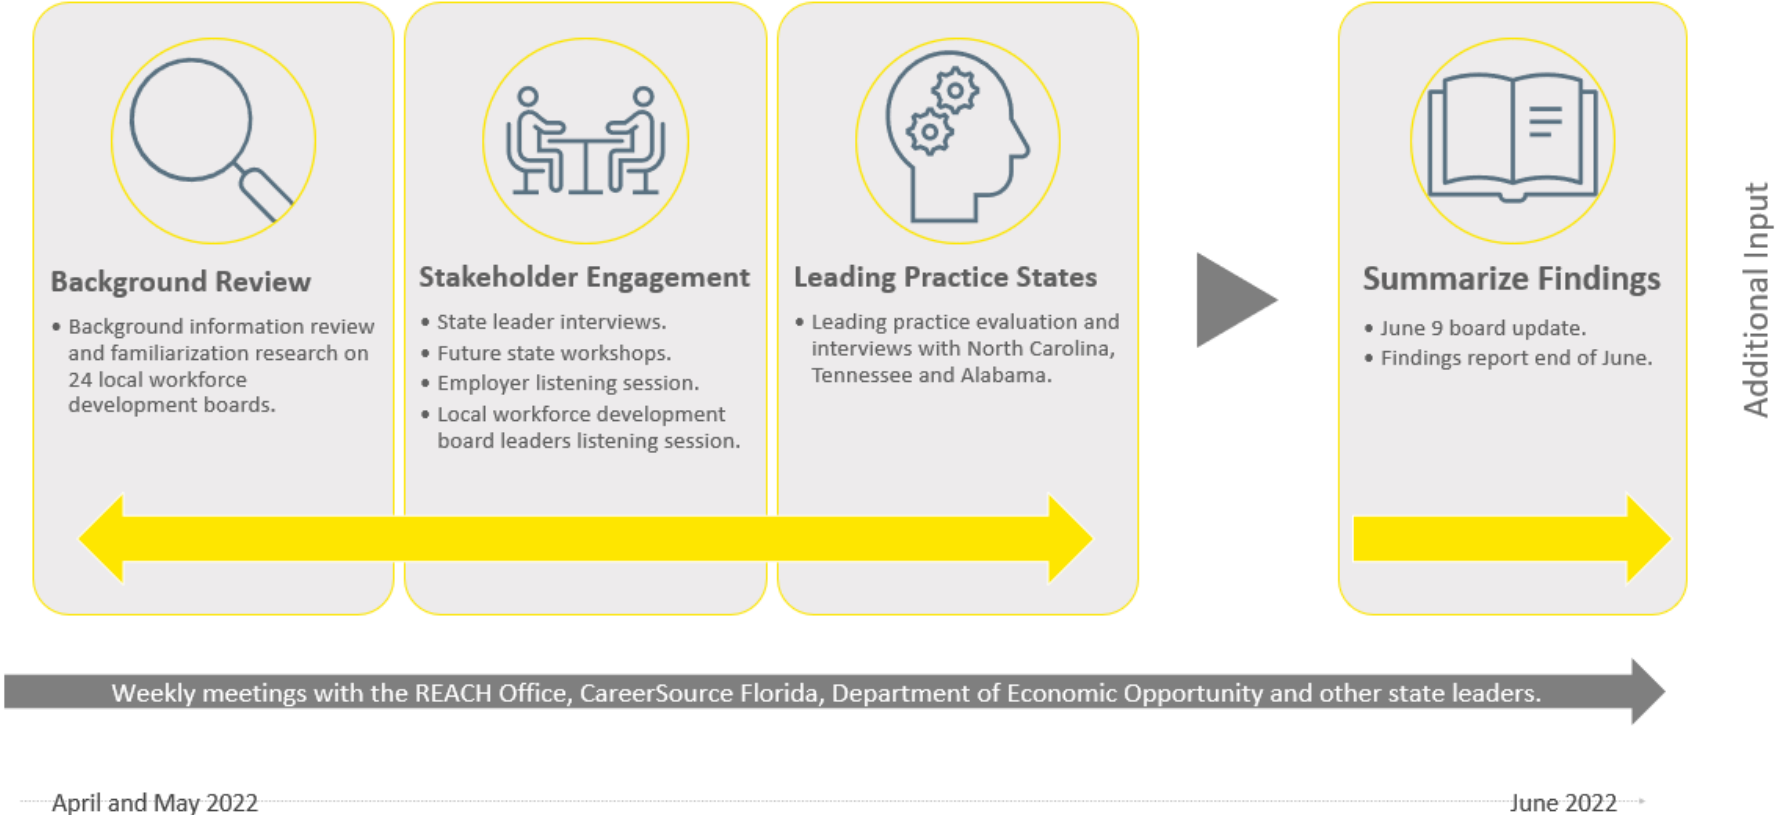 Background Review
• Background information review
and familiarization research on
24 local workforce
development boards.
Stakeholder Engagement
• State leader interviews.
• Future state workshops.
• Employer listening session.
• Local workforce development
board leaders listening session.
Leading Practice States
• Leading practice evaluation and
interviews with North Carolina,
Tennessee and Alabama.
Summarize Findings
• June 9 board update.
• Findings report end of June.
Additional Input
Weekly meetings with the REACH Office, CareerSource Florida, Department of Economic Opportunity and other state leaders.
April and May 2022
June 2022